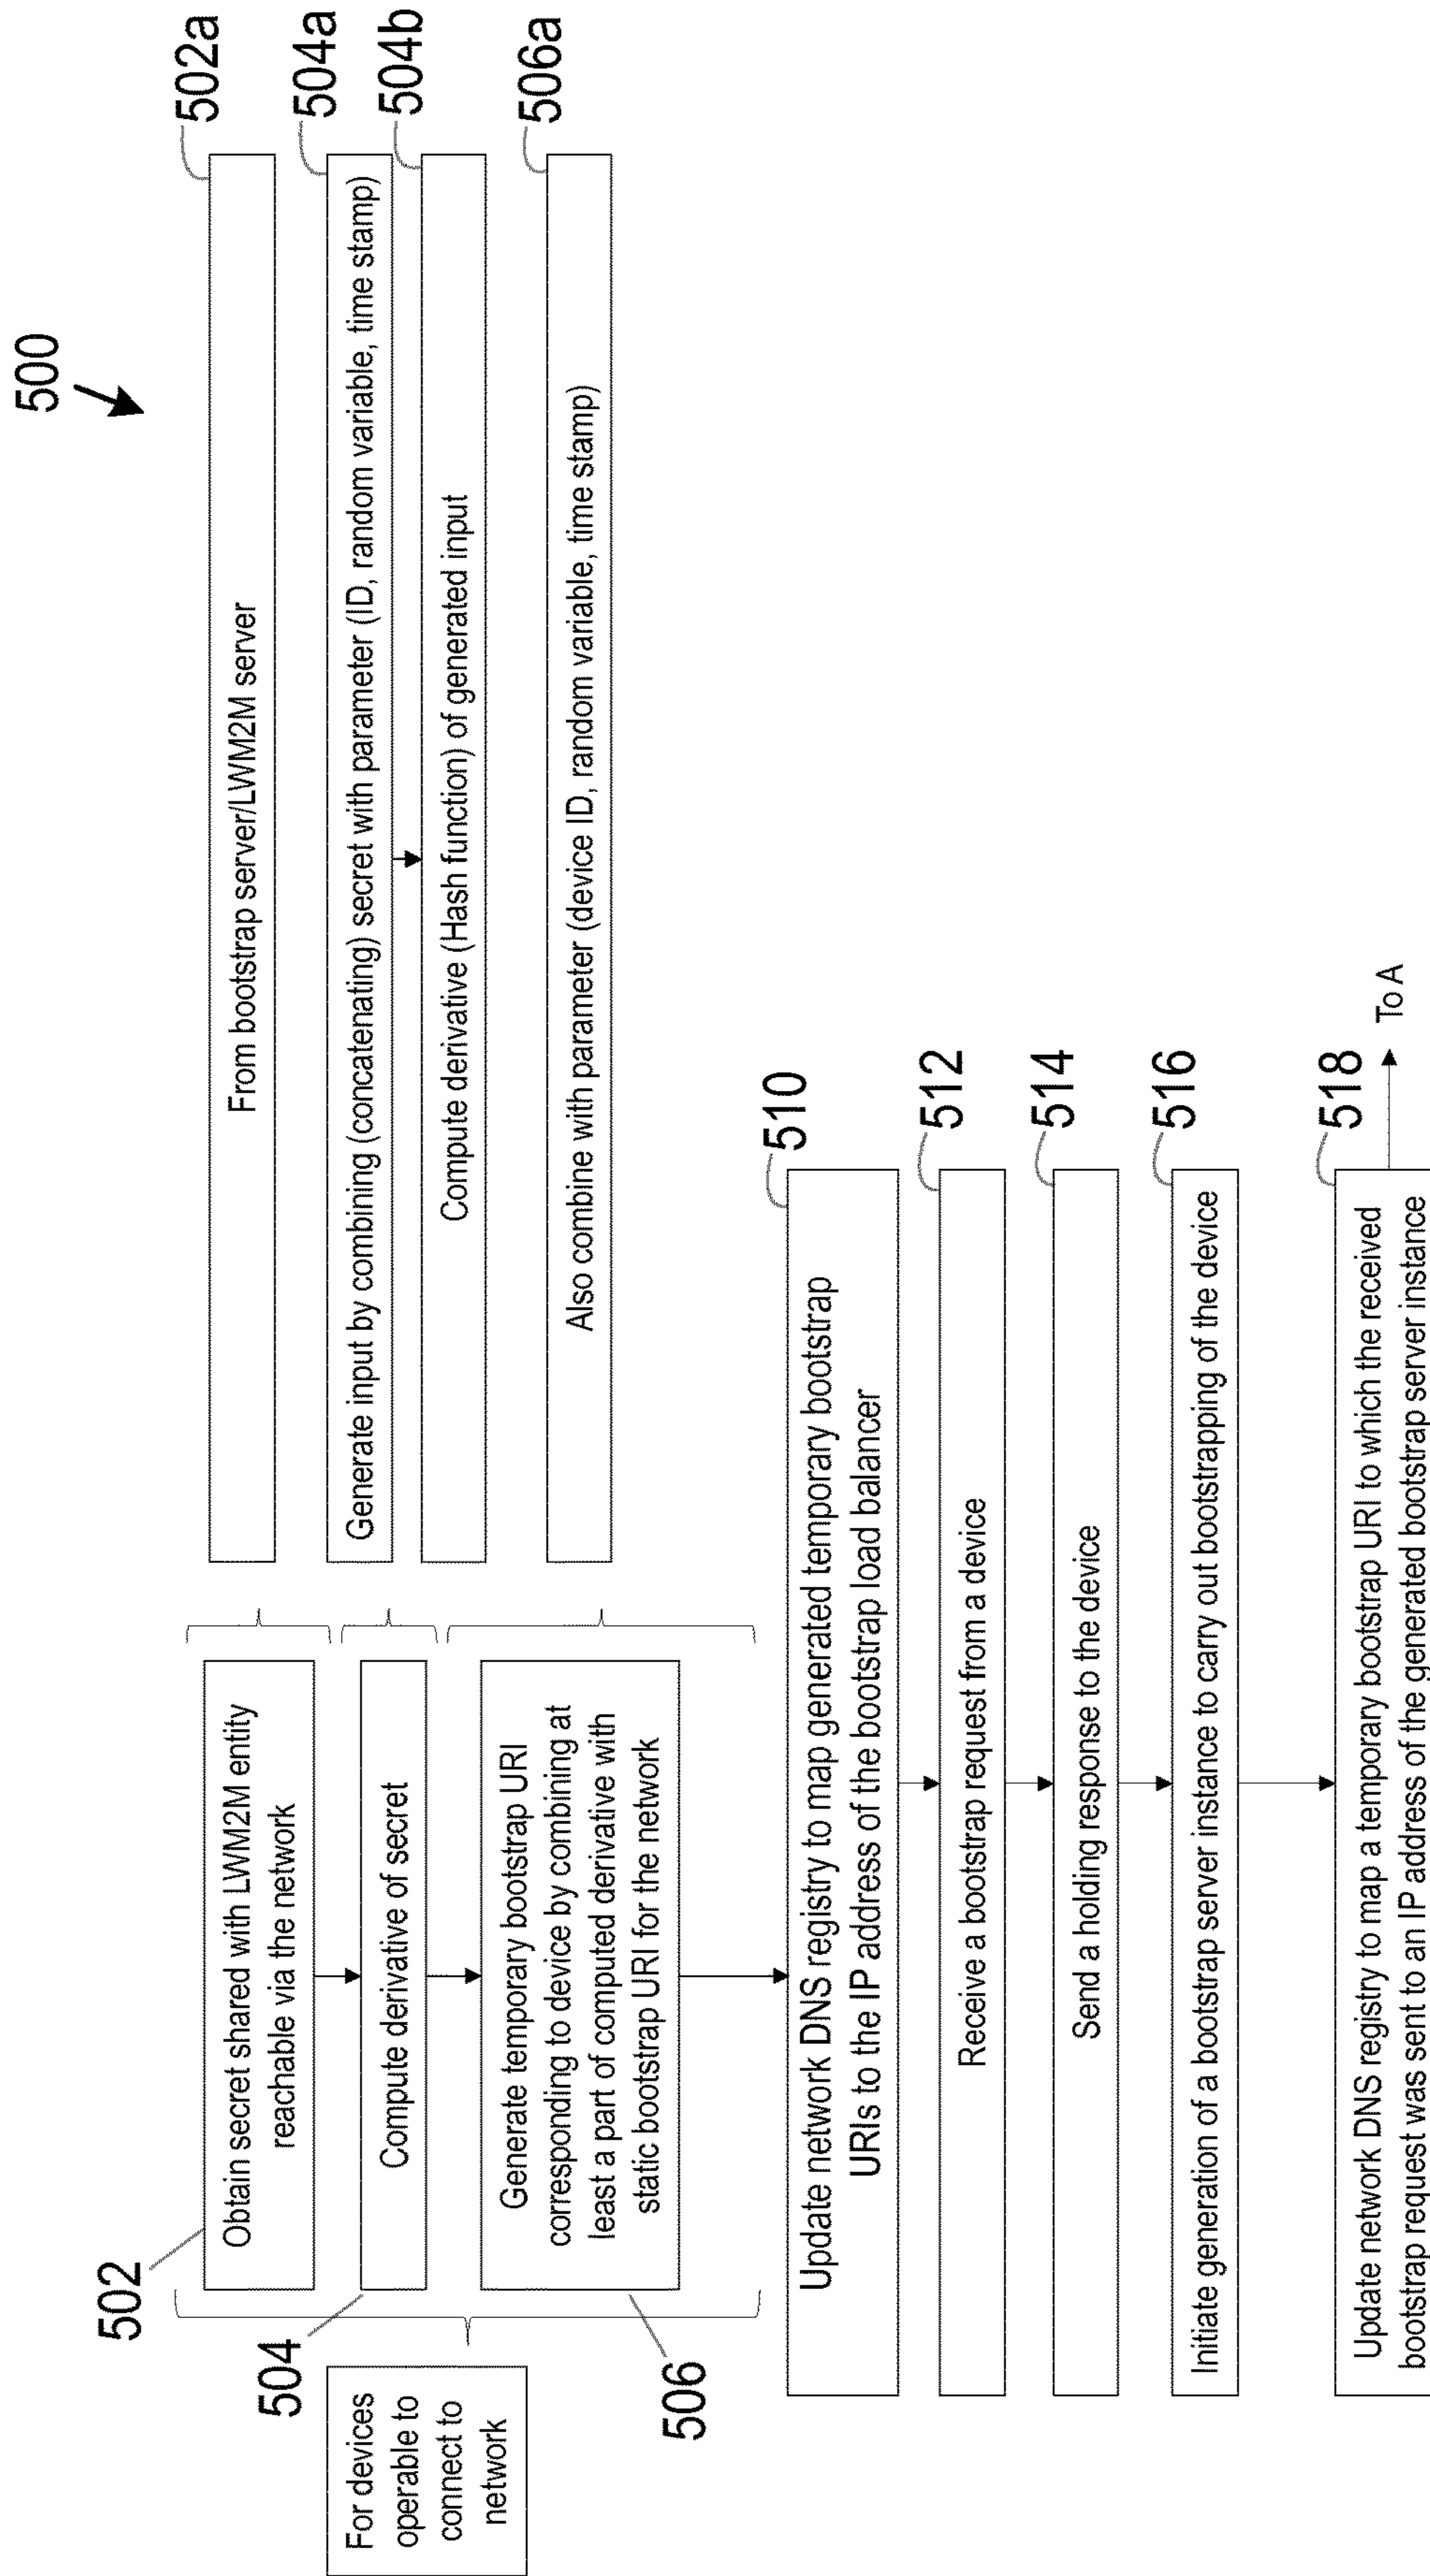 500
502
504
506
For devices
operable to
connect to
network
Obtain secret shared with LWM2M entity
reachable via the network
Compute derivative of secret
Generate temporary bootstrap URI
corresponding to device by combining at
least a part of computed derivative with
static bootstrap URI for the network
502a
From bootstrap server/LWM2M server
504a
Generate input by combining (concatenating) secret with parameter (ID, random variable, time stamp)
504b
Compute derivative (Hash function) of generated input
506a
Also combine with parameter (device ID, random variable, time stamp)
510
Update network DNS registry to map generated temporary bootstrap
URIs to the IP address of the bootstrap load balancer
512
Receive a bootstrap request from a device
514
Send a holding response to the device
516
Initiate generation of a bootstrap server instance to carry out bootstrapping of the device
518
Update network DNS registry to map a temporary bootstrap URI to which the received
bootstrap request was sent to an IP address of the generated bootstrap server instance
To A